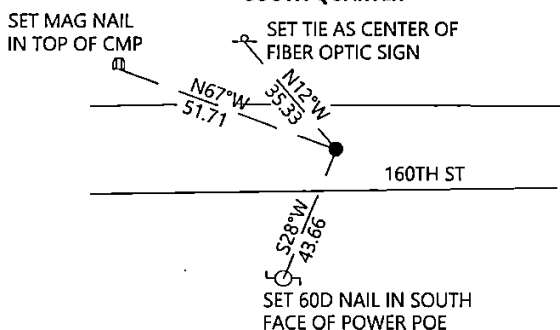 SET MAG NAIL
IN TOP OF CMP
SET TIE AS CENTER OF
FIBER OPTIC SIGN
N67°W
51.71
N12°W
35.33
160TH ST
S28°W
43.66
SET 60D NAIL IN SOUTH
FACE OF POWER POE